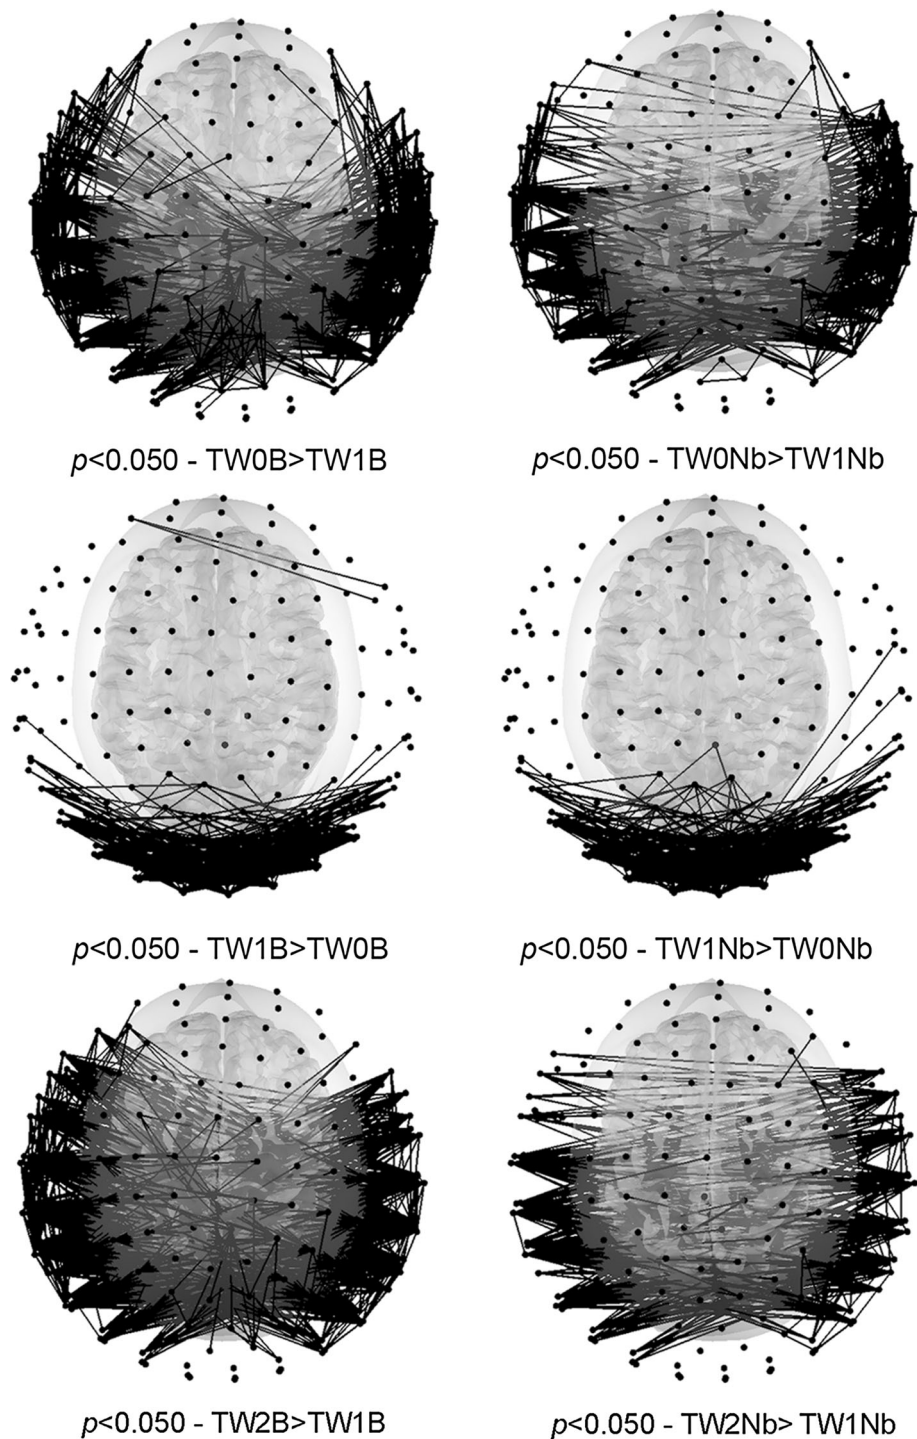 p<0.050 - TW0B>TW1B
p<0.050 - TW0Nb>TW1Nb
p<0.050 - TW1B>TW0B
p<0.050 - TW1Nb>TW0Nb
p<0.050 - TW2B>TW1B
p<0.050 - TW2Nb> TW1Nb